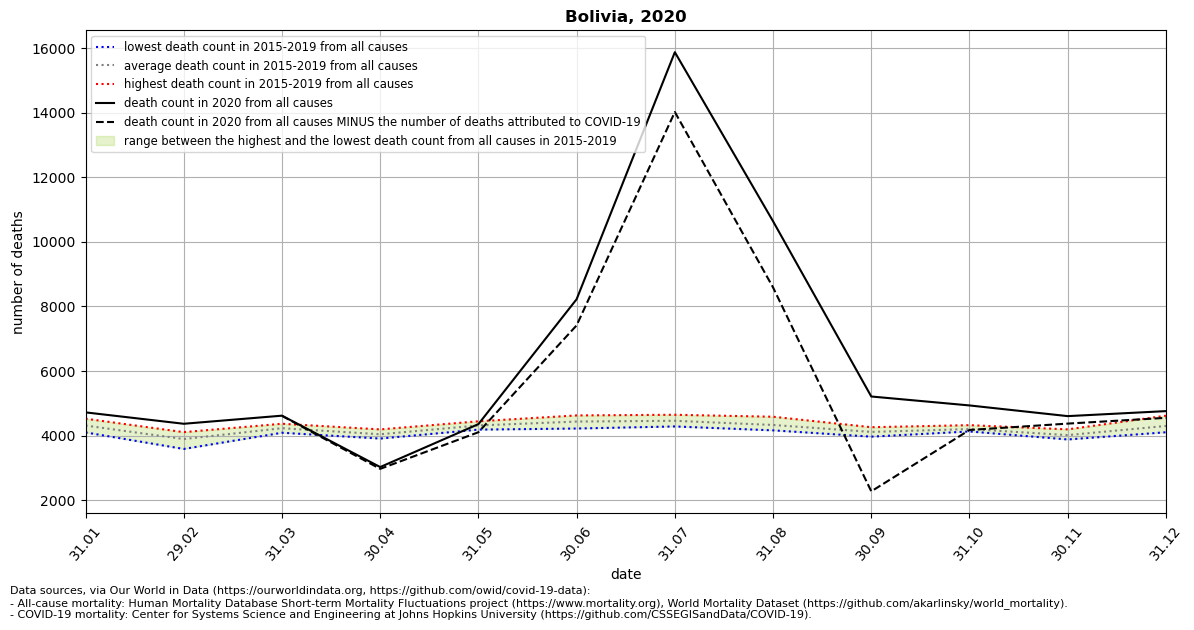 Bolivia, 2020
lowest death count in 2015-2019 from all causes
average death count in 2015-2019 from all causes
highest death count in 2015-2019 from all causes
death count in 2020 from all causes
death count in 2020 from all causes MINUS the number of deaths attributed to COVID-19
range between the highest and the lowest death count from all causes in 2015-2019
number of deaths
16000
14000
12000
10000
8000
6000
4000
2000
31.01 29.02 31.03 30.04 31.05 30.06 31.07 31.08 30.09 31.10 30.11 31.12
date
Data sources, via Our World in Data (https://ourworldindata.org, https://github.com/owid/covid-19-data):
- All-cause mortality: Human Mortality Database Short-term Mortality Fluctuations project (https://www.mortality.org), World Mortality Dataset (https://github.com/akarlinsky/world_mortality).
- COVID-19 mortality: Center for Systems Science and Engineering at Johns Hopkins University (https://github.com/CSSEGISandData/COVID-19).